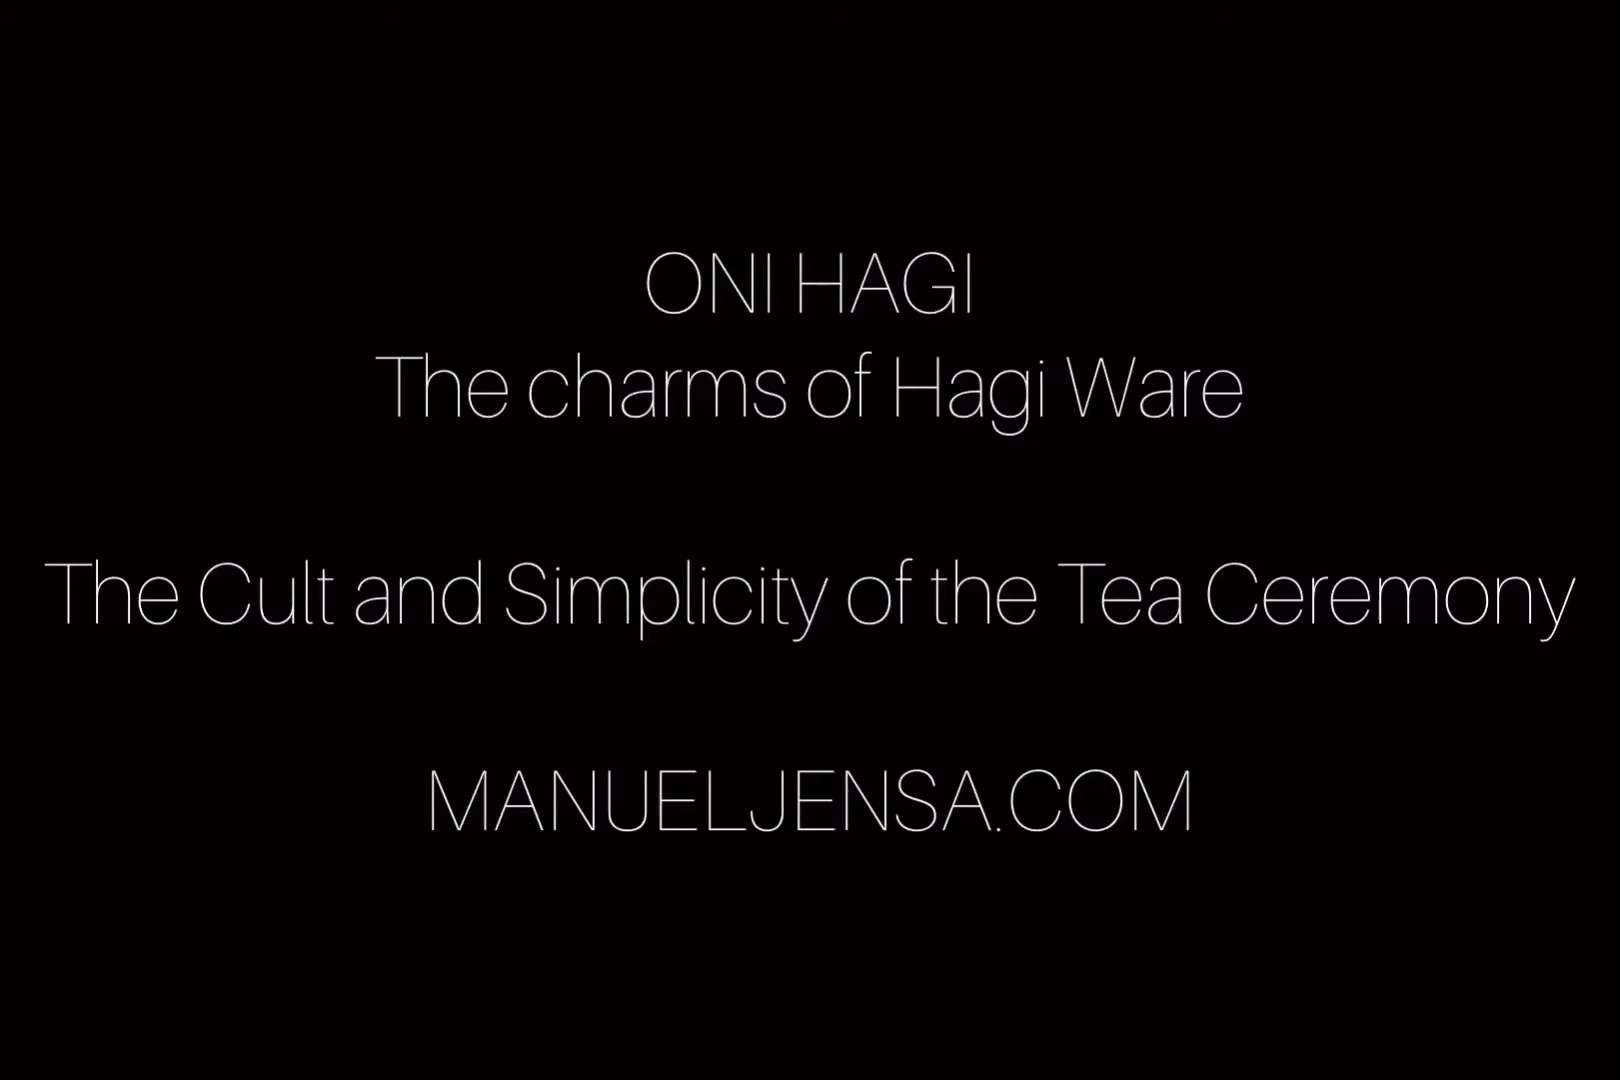 ONI HAGI
The charms of Hagi Ware
The Cult and Simplicity of the Tea Ceremony
MANUELJENSA.COM